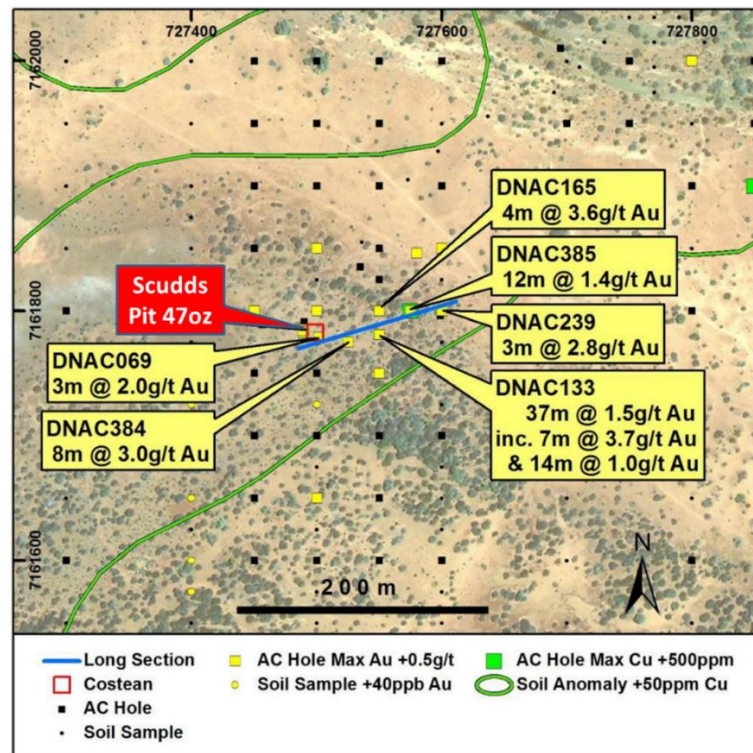 727400
727600
727800
7162000
7161800
7161600
DNAC165
4m @ 3.6g/t Au
DNAC385
12m @ 1.4g/t Au
Scudds
Pit 47oz
DNAC239
3m @ 2.8g/t Au
DNAC069
3m @ 2.0g/t Au
DNAC133
37m @ 1.5g/t Au
inc. 7m @ 3.7g/t Au
& 14m @ 1.0g/t Au
DNAC384
8m @ 3.0g/t Au
N
200m
Long Section
AC Hole Max Au +0.5g/t
AC Hole Max Cu +500ppm
Costean
Soil Sample +40ppb Au
Soil Anomaly +50ppm Cu
AC Hole
Soil Sample